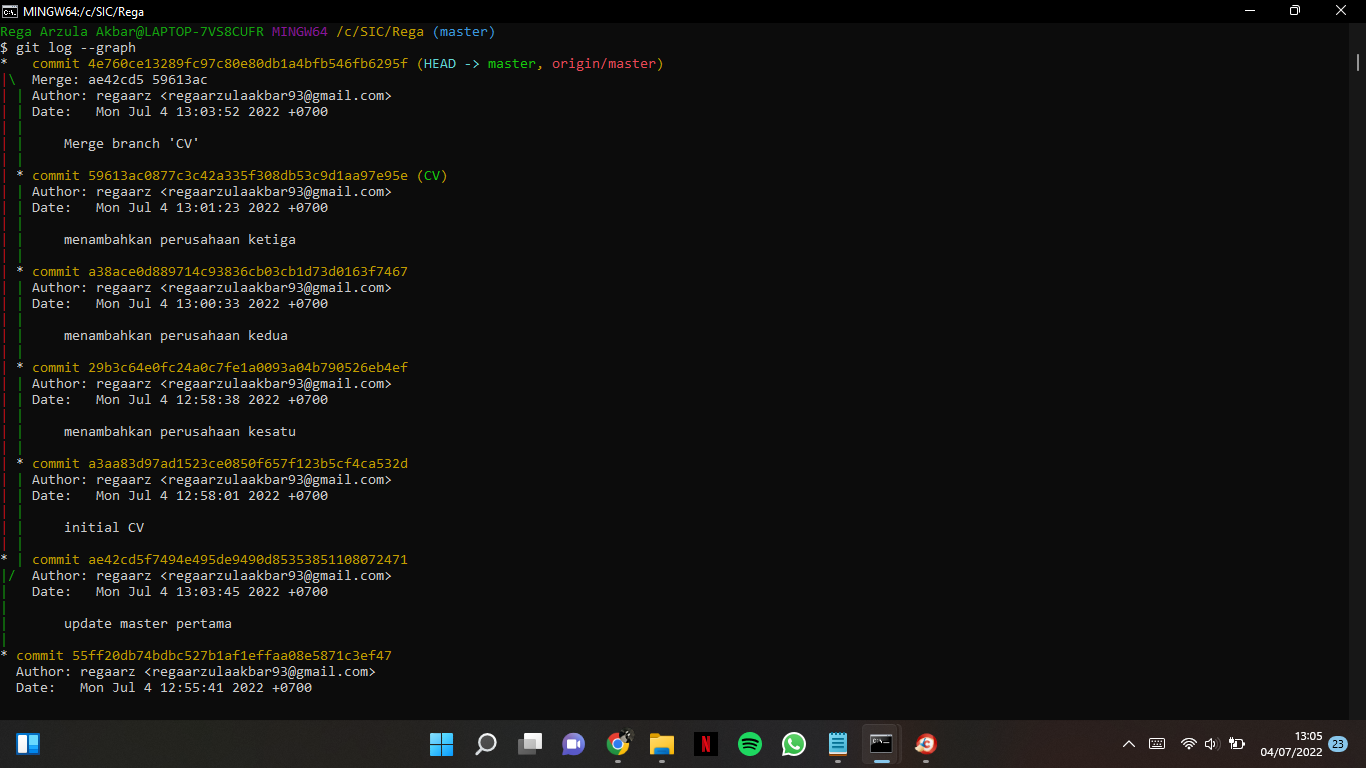 MINGW64:/c/SIC/Rega
Rega Arzula Akbar@LAPTOP-7VS8CUFR MINGW64 /c/SIC/Rega (master)
$ git log --graph
*   commit 4e760ce13289fc97c80e80db1a4bfb546fb6295f (HEAD -> master, origin/master)
|\  Merge: ae42cd5 59613ac
| | Author: regaarz <regaarzulaakbar93@gmail.com>
| | Date:   Mon Jul 4 13:03:52 2022 +0700
| |
| |     Merge branch 'CV'
| |
| * commit 59613ac0877c3c42a335f308db53c9d1aa97e95e (CV)
| | Author: regaarz <regaarzulaakbar93@gmail.com>
| | Date:   Mon Jul 4 13:01:23 2022 +0700
| |
| |     menambahkan perusahaan ketiga
| |
| * commit a38ace0d889714c93836cb03cb1d73d0163f7467
| | Author: regaarz <regaarzulaakbar93@gmail.com>
| | Date:   Mon Jul 4 13:00:33 2022 +0700
| |
| |     menambahkan perusahaan kedua
| |
| * commit 29b3c64e0fc24a0c7fe1a0093a04b790526eb4ef
| | Author: regaarz <regaarzulaakbar93@gmail.com>
| | Date:   Mon Jul 4 12:58:38 2022 +0700
| |
| |     menambahkan perusahaan kesatu
| |
| * commit a3aa83d97ad1523ce0850f657f123b5cf4ca532d
| | Author: regaarz <regaarzulaakbar93@gmail.com>
| | Date:   Mon Jul 4 12:58:01 2022 +0700
| |
| |     initial CV
| |
* | commit ae42cd5f7494e495de9490d85353851108072471
|/  Author: regaarz <regaarzulaakbar93@gmail.com>
|   Date:   Mon Jul 4 13:03:45 2022 +0700
|
|       update master pertama
|
* commit 55ff20db74bdbc527b1af1effaa08e5871c3ef47
  Author: regaarz <regaarzulaakbar93@gmail.com>
  Date:   Mon Jul 4 12:55:41 2022 +0700
N
13:05
04/07/2022
23